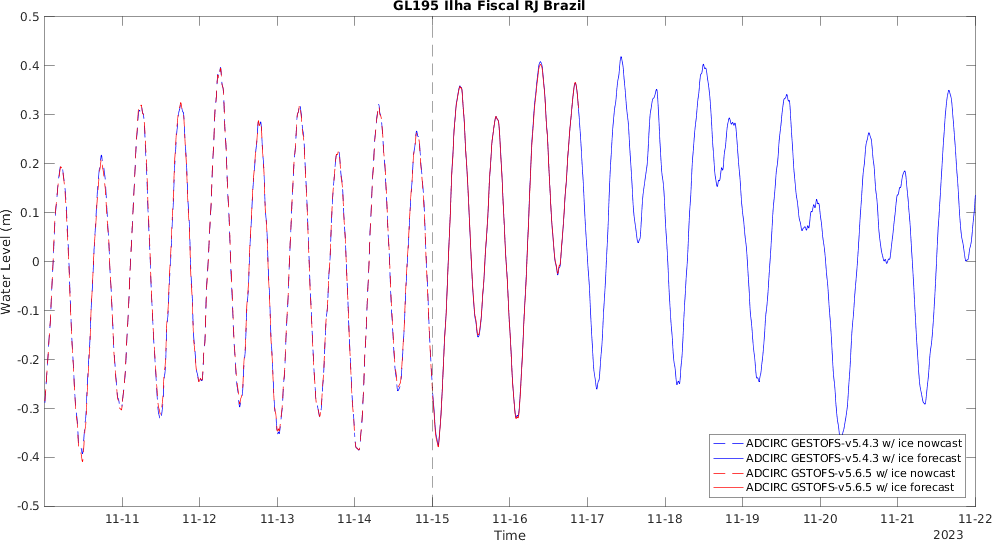 GL195 Ilha Fiscal RJ Brazil
0.5
0.4
0.3
0.2
0.1
0
-0.1
-0.2
-0.3
-0.4
-0.5
Water Level (m)
ADCIRC GESTOFS-v5.4.3 w/ ice nowcast
ADCIRC GESTOFS-v5.4.3 w/ ice forecast
ADCIRC GSTOFS-v5.6.5 w/ ice nowcast
ADCIRC GSTOFS-v5.6.5 w/ ice forecast
11-11 11-12 11-13 11-14 11-15 11-16 11-17 11-18 11-19 11-20 11-21 11-22
Time
2023